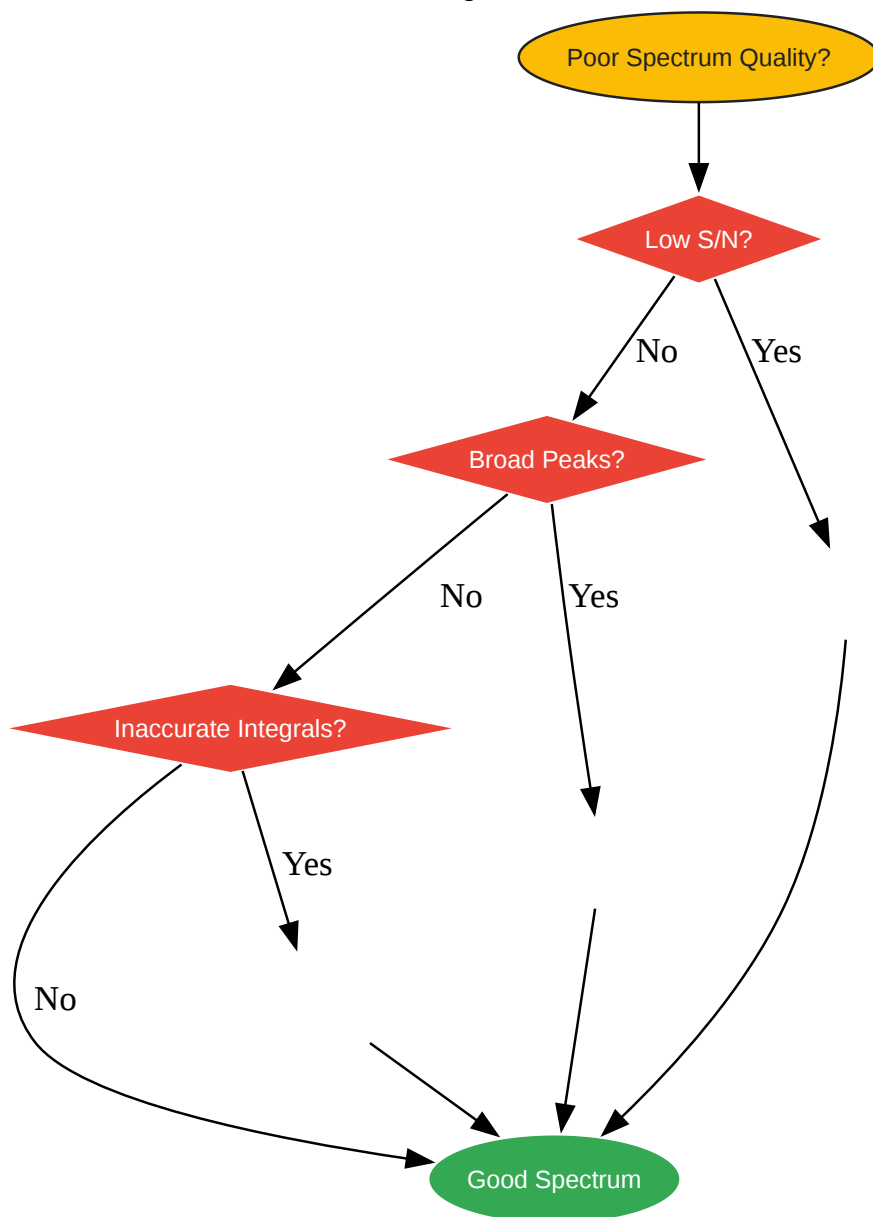 Poor Spectrum Quality?
Low S/N?
No
Yes
Broad Peaks?
No
Yes
Inaccurate Integrals?
Yes
No
Good Spectrum